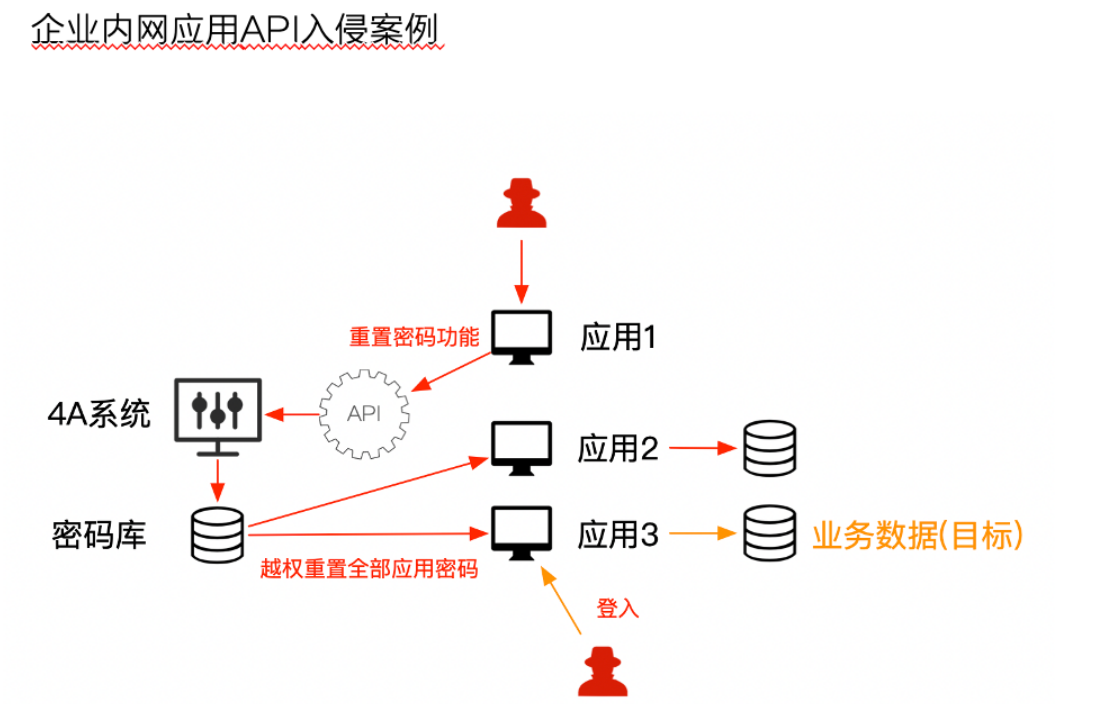 企业内网应用API入侵案例
重置密码功能
应用1
4A系统
API
应用2
密码库
应用3
业务数据(目标)
越权重置全部应用密码
登入